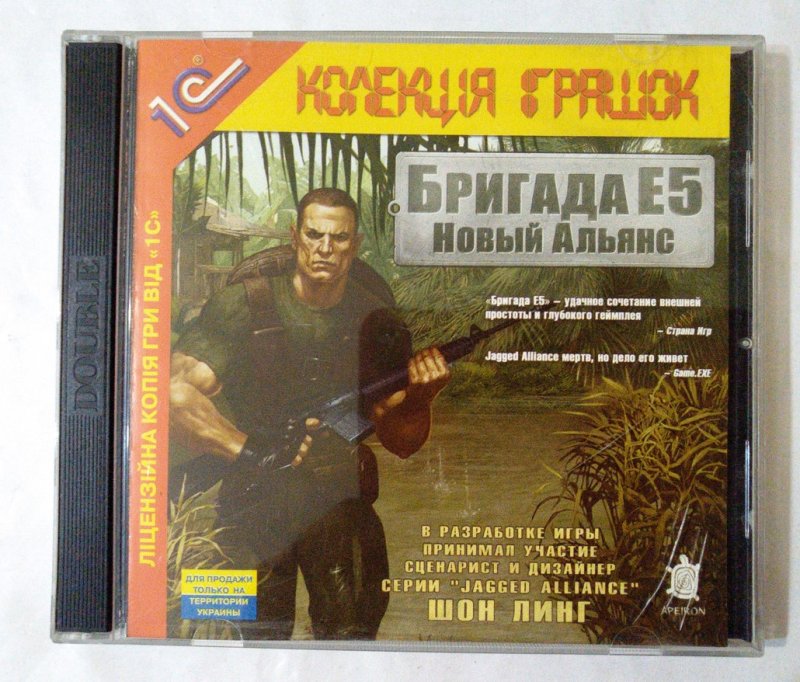 1С®
КОЛЕКЦІЯ ІГРАШОК
БРИГАДА Е5
НОВЫЙ АЛЬЯНС
«Бригада Е5» – удачное сочетание внешней
простоты и глубокого геймплея
– Страна Игр
Jagged Alliance мертв, но дело его живет
– Game.EXE
DOUBLE
ЛІЦЕНЗІЙНА КОПІЯ ГРИ ВІД «1С»
В РАЗРАБОТКЕ ИГРЫ
ПРИНИМАЛ УЧАСТИЕ
СЦЕНАРИСТ И ДИЗАЙНЕР
СЕРИИ "JAGGED ALLIANCE"
ШОН ЛИНГ
ДЛЯ ПРОДАЖИ
ТОЛЬКО НА
ТЕРРИТОРИИ
УКРАИНЫ
APEIRON